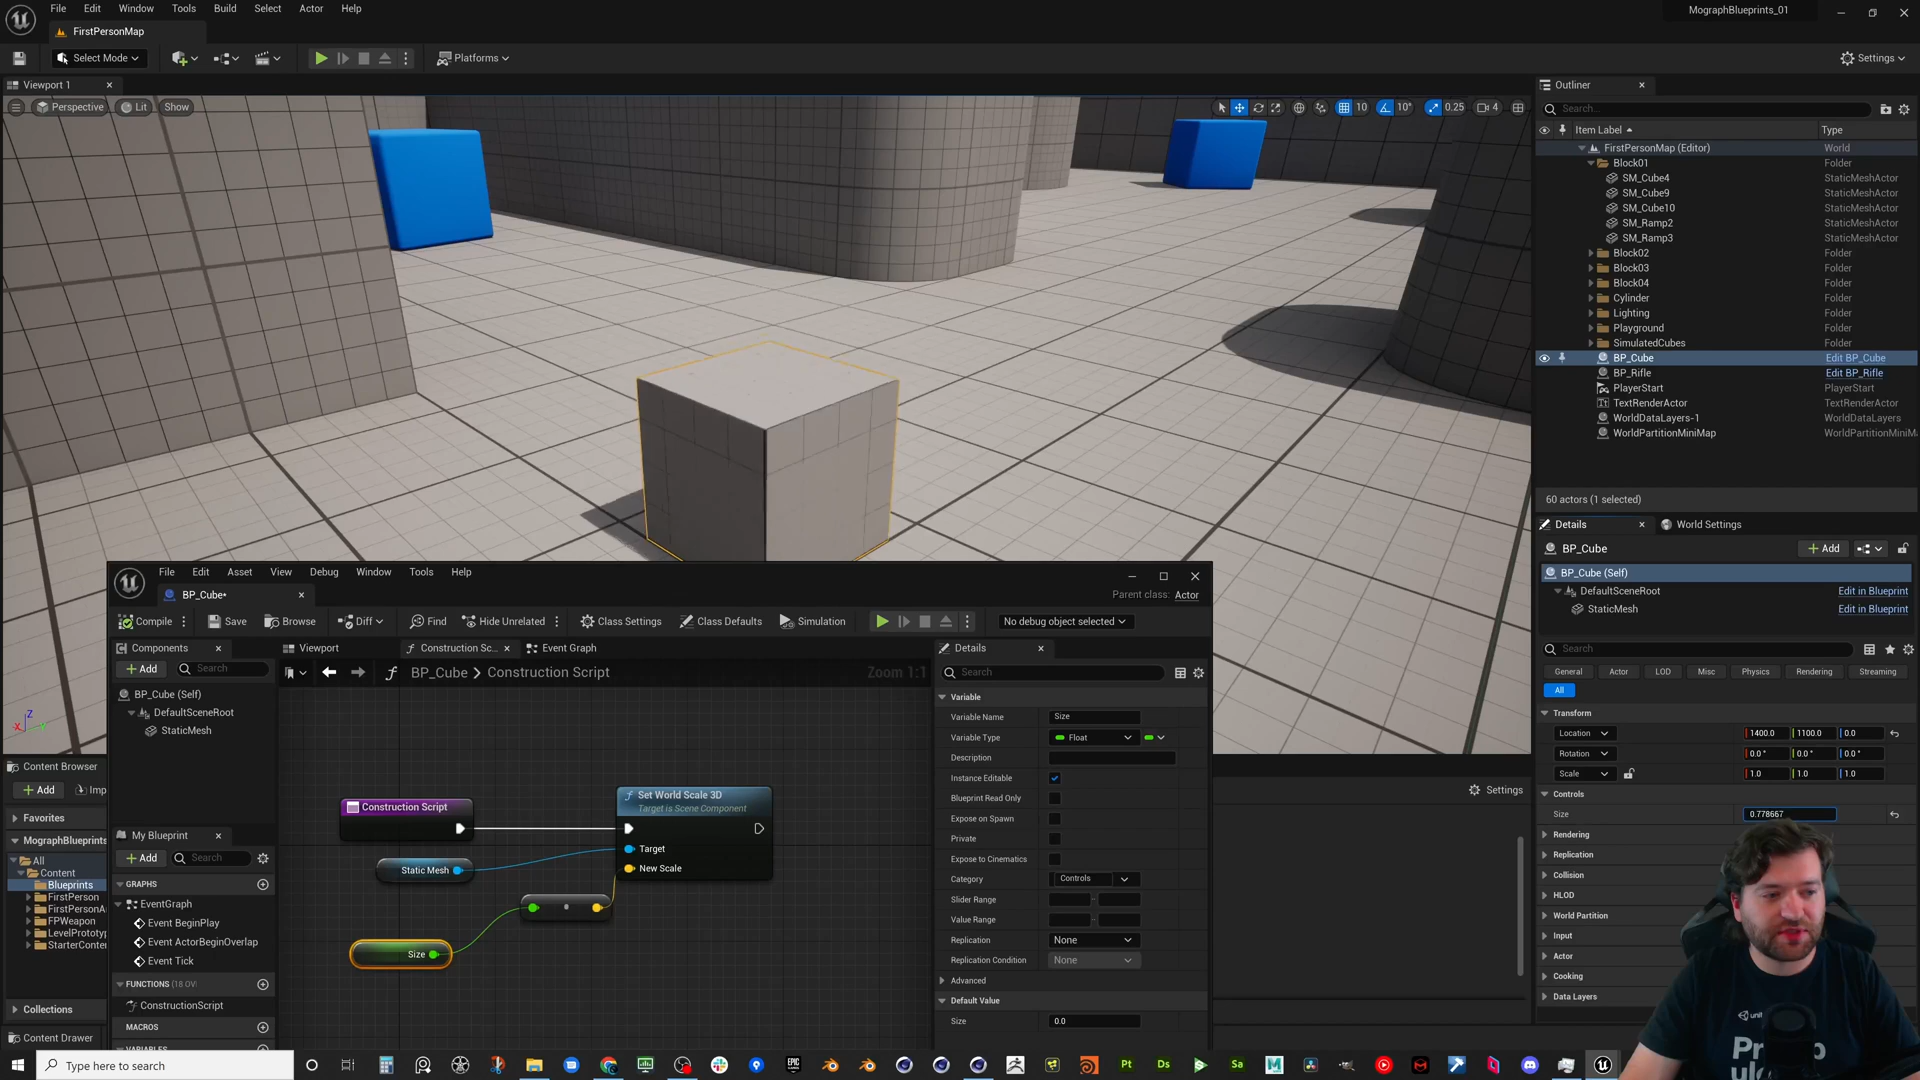 File Edit Window Tools Build Select Actor Help
MographBlueprints_01
FirstPersonMap
Select Mode
Platforms
Settings
Viewport 1
Perspective Lit Show
10 10° 0.25 4
Outliner
Search...
Item Label Type
FirstPersonMap (Editor) World
Block01 Folder
SM_Cube4 StaticMeshActor
SM_Cube9 StaticMeshActor
SM_Cube10 StaticMeshActor
SM_Ramp2 StaticMeshActor
SM_Ramp3 StaticMeshActor
Block02 Folder
Block03 Folder
Block04 Folder
Cylinder Folder
Lighting Folder
Playground Folder
SimulatedCubes Folder
BP_Cube Edit BP_Cube
BP_Rifle Edit BP_Rifle
PlayerStart PlayerStart
TextRenderActor TextRenderActor
WorldDataLayers-1 WorldDataLayers
WorldPartitionMiniMap WorldPartitionMiniM
60 actors (1 selected)
Details World Settings
BP_Cube
Add
BP_Cube (Self)
DefaultSceneRoot Edit in Blueprint
StaticMesh Edit in Blueprint
Search
General Actor LOD Misc Physics Rendering Streaming
All
Transform
Location 1400.0 1100.0 0.0
Rotation 0.0 ° 0.0 ° 0.0 °
Scale 1.0 1.0 1.0
Controls
Size 0.778667
Rendering
Replication
Collision
HLOD
World Partition
Input
Actor
Cooking
Data Layers
File Edit Asset View Debug Window Tools Help
BP_Cube*
Parent class: Actor
Compile Save Browse Diff Find Hide Unrelated Class Settings Class Defaults Simulation
No debug object selected
Components
Add Search
BP_Cube (Self)
DefaultSceneRoot
StaticMesh
My Blueprint
Add Search
GRAPHS
EventGraph
Event BeginPlay
Event ActorBeginOverlap
Event Tick
FUNCTIONS (18 OV
ConstructionScript
MACROS
VARIABLES
Viewport Construction Sc... Event Graph
BP_Cube > Construction Script
Zoom 1:1
Construction Script
Set World Scale 3D
Target is Scene Component
Target
New Scale
Static Mesh
Size
Details
Search
Variable
Variable Name Size
Variable Type Float
Description
Instance Editable
Blueprint Read Only
Expose on Spawn
Private
Expose to Cinematics
Category Controls
Slider Range
Value Range
Replication None
Replication Condition None
Advanced
Default Value
Size 0.0
Settings
X Z Y
Content Browser
Add Imp
Favorites
MographBlueprints
All
Content
Blueprints
FirstPerson
FirstPersonA
FPWeapon
LevelPrototyp
StarterConter
Collections
Content Drawer
Type here to search
EPIC GAMES Pt Ds Sa M
unit